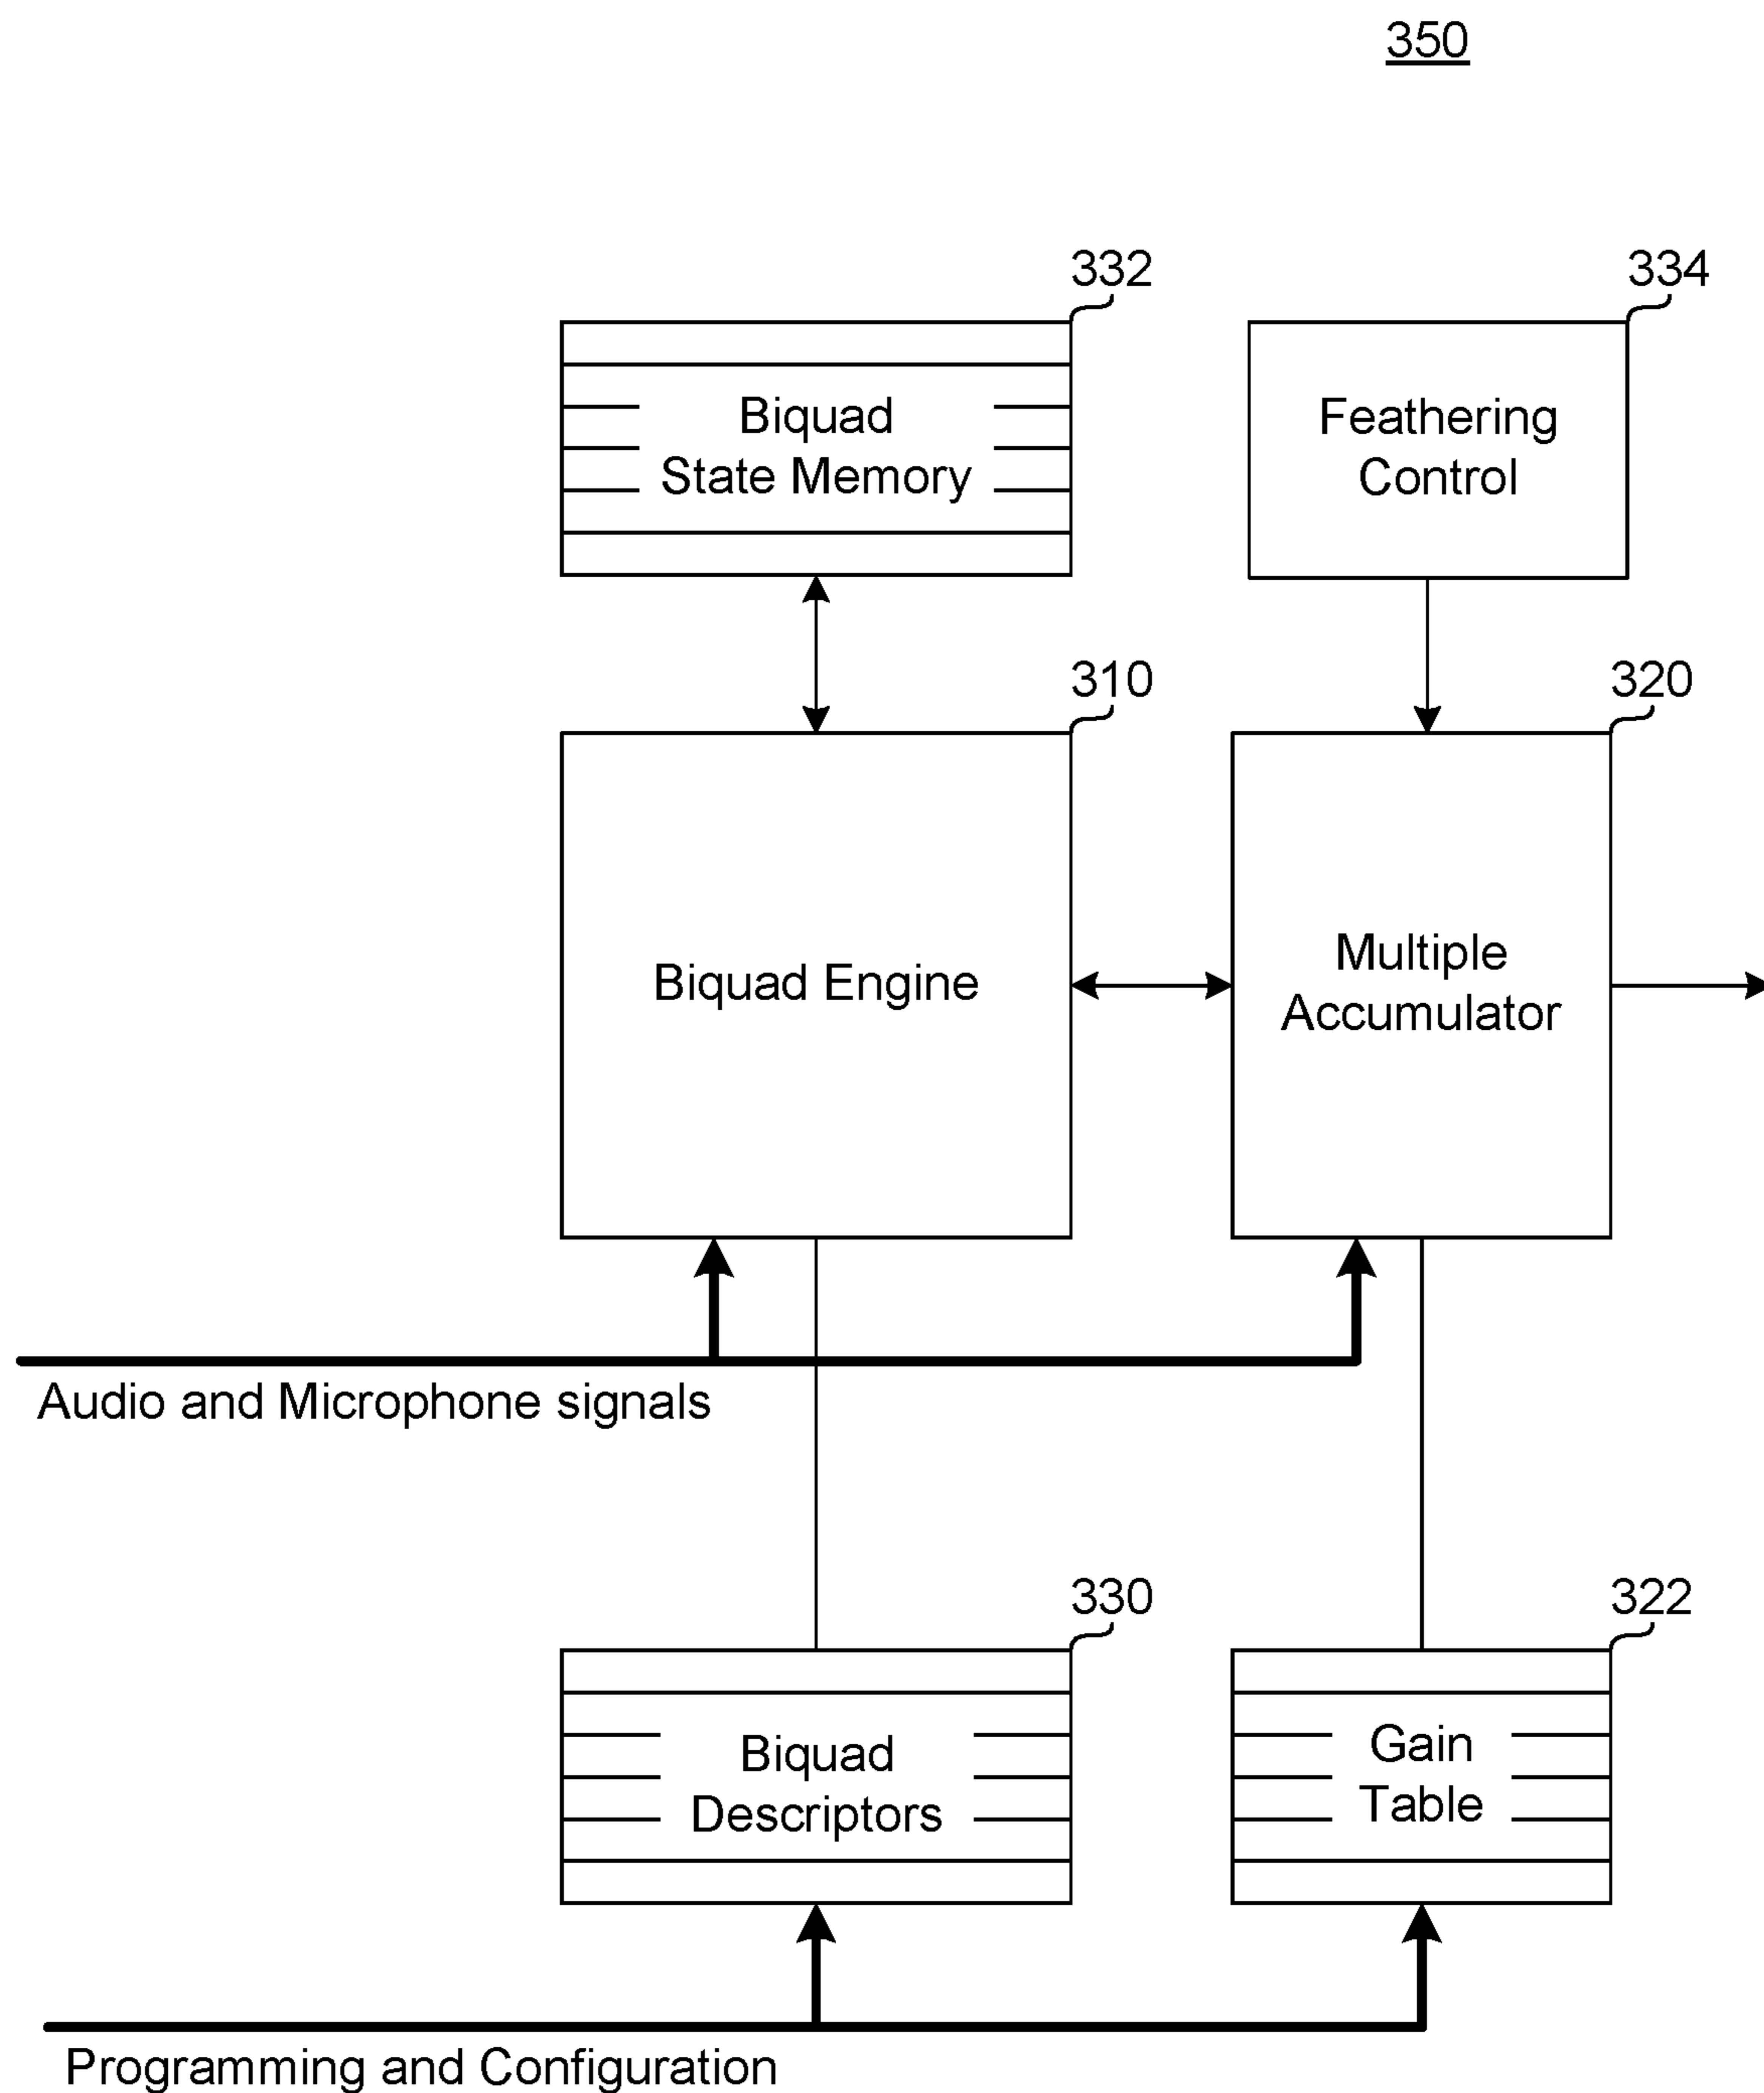 350
332
334
Biquad
State Memory
Feathering
Control
310
320
Biquad Engine
Multiple
Accumulator
Audio and Microphone signals
330
322
Biquad
Descriptors
Gain
Table
Programming and Configuration